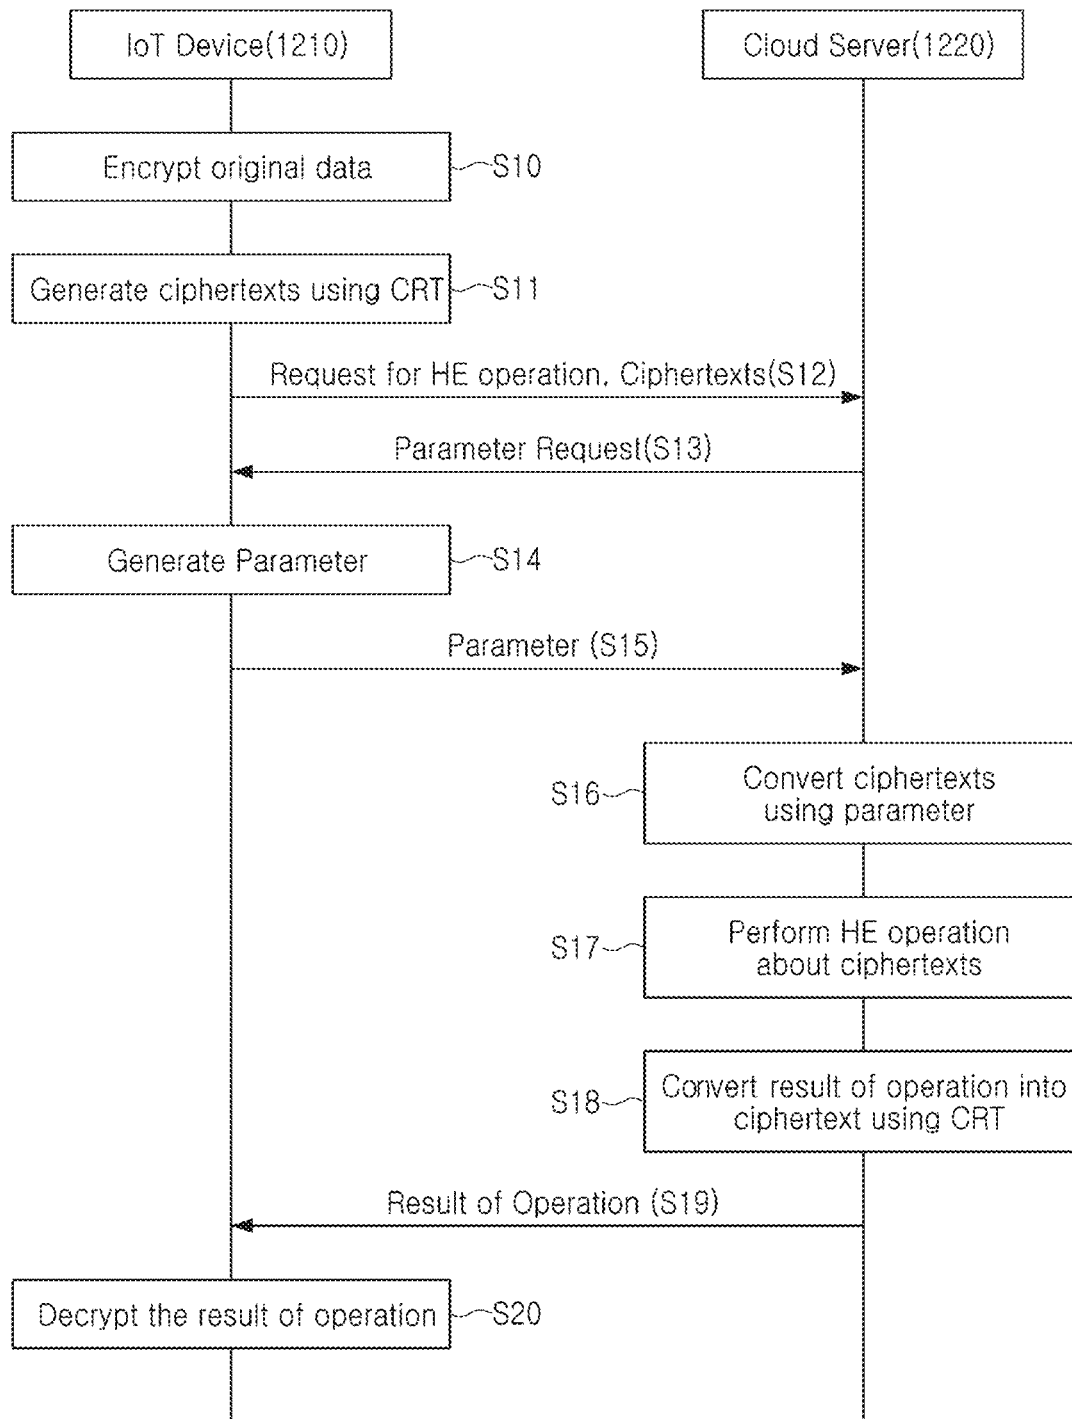 IoT Device(1210)
Cloud Server(1220)
Encrypt original data
S10
Generate ciphertexts using CRT
S11
Request for HE operation, Ciphertexts(S12)
Parameter Request(S13)
Generate Parameter
S14
Parameter (S15)
S16
Convert ciphertexts
using parameter
S17
Perform HE operation
about ciphertexts
S18
Convert result of operation into
ciphertext using CRT
Result of Operation (S19)
Decrypt the result of operation
S20